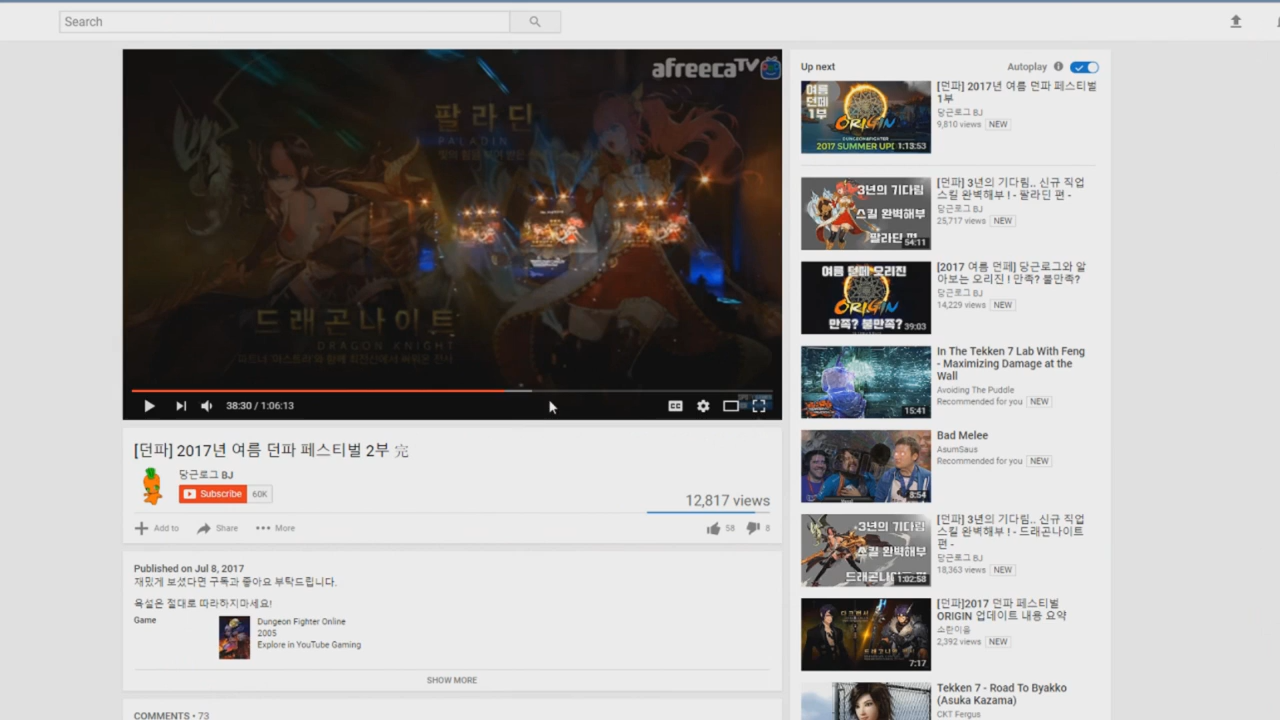 Search
afreecaTV
팔라딘
PALADIN
드래곤나이트
DRAGON KNIGHT
38:30 / 1:06:13
CC
[던파] 2017년 여름 던파 페스티벌 2부 完
당근로그 BJ
Subscribe 60K
12,817 views
Add to
Share
More
58
8
Published on Jul 8, 2017
재밌게 보셨다면 구독과 좋아요 부탁드립니다.
욕설은 절대로 따라하지마세요!
Game
Dungeon Fighter Online
2005
Explore in YouTube Gaming
SHOW MORE
COMMENTS • 73
Up next
Autoplay
여름
던페
1부
ORIGIN
DUNGEON&FIGHTER
2017 SUMMER UPD
1:13:53
[던파] 2017년 여름 던파 페스티벌
1부
당근로그 BJ
9,810 views NEW
3년의 기다림
스킬 완벽해부
팔라딘 편
54:11
[던파] 3년의 기다림.. 신규 직업
스킬 완벽해부 ! - 팔라딘 편 -
당근로그 BJ
25,717 views NEW
여름 던페 오리진
ORIGIN
만족? 불만족?
39:03
[2017 여름 던페] 당근로그와 알
아보는 오리진 ! 만족? 불만족?
당근로그 BJ
14,229 views NEW
15:41
In The Tekken 7 Lab With Feng
- Maximizing Damage at the
Wall
Avoiding The Puddle
Recommended for you NEW
8:54
Bad Melee
AsumSaus
Recommended for you NEW
3년의 기다림
스킬 완벽해부
드래곤나이트 편
1:02:58
[던파] 3년의 기다림.. 신규 직업
스킬 완벽해부 ! - 드래곤나이트
편 -
당근로그 BJ
18,363 views NEW
7:17
[던파]2017 던파 페스티벌
ORIGIN 업데이트 내용 요약
소환이음
2,392 views NEW
Tekken 7 - Road To Byakko
(Asuka Kazama)
CKT Fergus